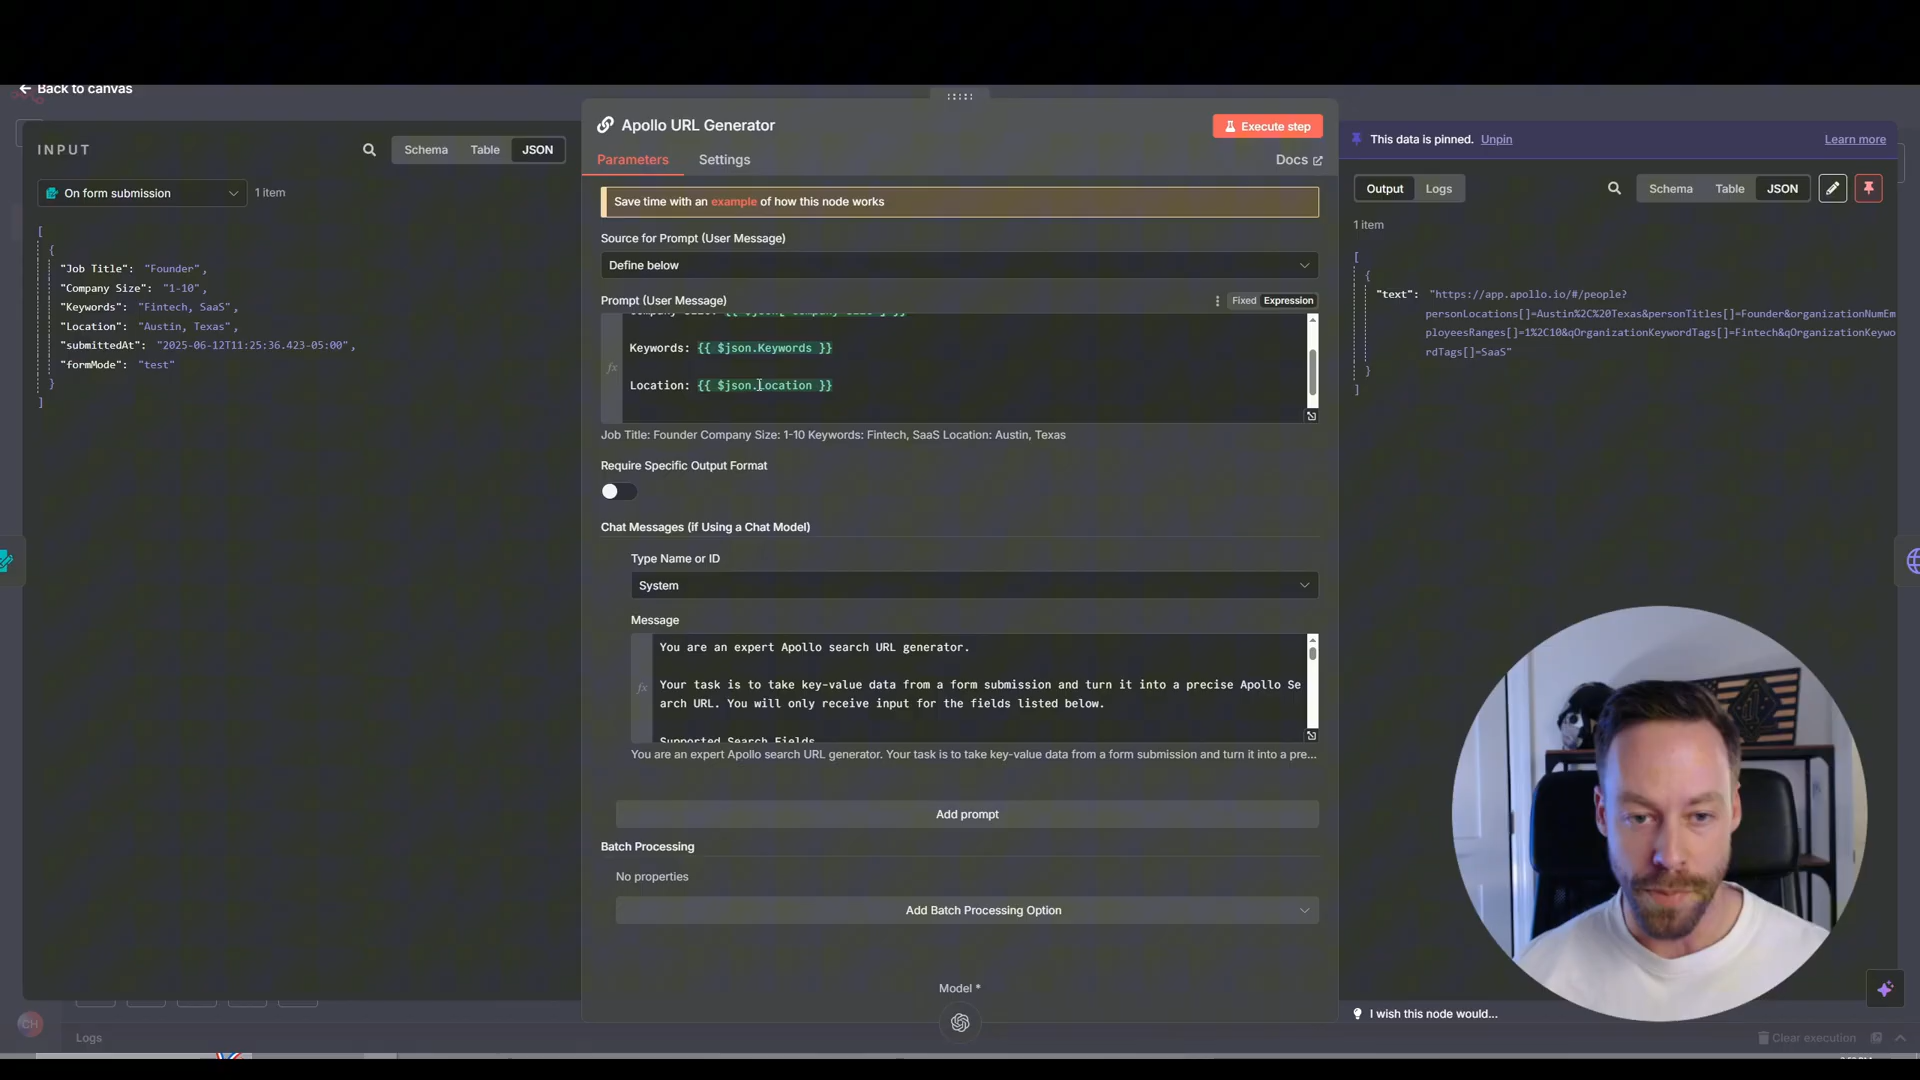 Back to canvas
INPUT
Schema
Table
JSON
On form submission
1 item
[
{
"Job Title": "Founder",
"Company Size": "1-10",
"Keywords": "Fintech, SaaS",
"Location": "Austin, Texas",
"submittedAt": "2025-06-12T11:25:36.423-05:00",
"formMode": "test"
}
]
Apollo URL Generator
Execute step
Parameters
Settings
Docs
Save time with an example of how this node works
Source for Prompt (User Message)
Define below
Prompt (User Message)
Fixed
Expression
Company Size: {{ $json["Company Size"] }}
fx
Keywords: {{ $json.Keywords }}
Location: {{ $json.Location }}
Job Title: Founder Company Size: 1-10 Keywords: Fintech, SaaS Location: Austin, Texas
Require Specific Output Format
Chat Messages (if Using a Chat Model)
Type Name or ID
System
Message
fx
You are an expert Apollo search URL generator.
Your task is to take key-value data from a form submission and turn it into a precise Apollo Se
arch URL. You will only receive input for the fields listed below.
Supported Search Fields
You are an expert Apollo search URL generator. Your task is to take key-value data from a form submission and turn it into a pre...
Add prompt
Batch Processing
No properties
Add Batch Processing Option
Model *
This data is pinned. Unpin
Learn more
Output
Logs
Schema
Table
JSON
1 item
[
{
"text": "https://app.apollo.io/#/people?
personLocations[]=Austin%2C%20Texas&personTitles[]=Founder&organizationNumEm
ployeesRanges[]=1%2C10&qOrganizationKeywordTags[]=Fintech&qOrganizationKeywo
rdTags[]=SaaS"
}
]
I wish this node would...
CH
Logs
Clear execution